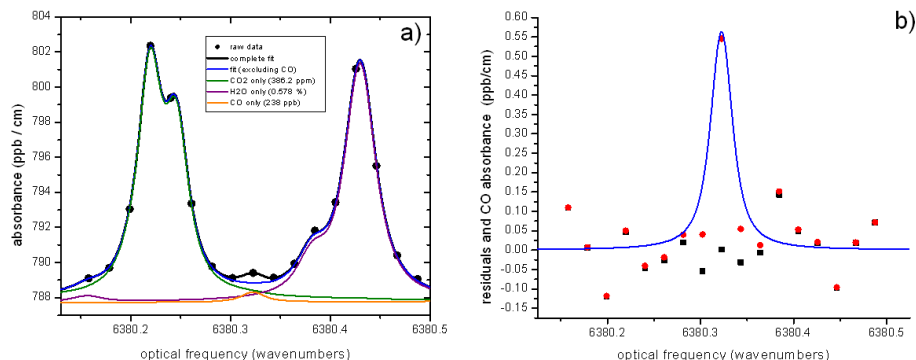 a)
raw data
complete fit
fit (excluding CO)
CO2 only (386.2 ppm)
H2O only (0.578 %)
CO only (238 ppb)
804
802
800
798
796
794
792
790
788
absorbance (ppb / cm)
6380.2
6380.3
6380.4
6380.5
optical frequency (wavenumbers)
b)
0.60
0.55
0.50
0.45
0.40
0.35
0.30
0.25
0.20
0.15
0.10
0.05
0.00
-0.05
-0.10
-0.15
residuals and CO absorbance (ppb/cm)
6380.2
6380.3
6380.4
6380.5
optical frequency (wavenumbers)